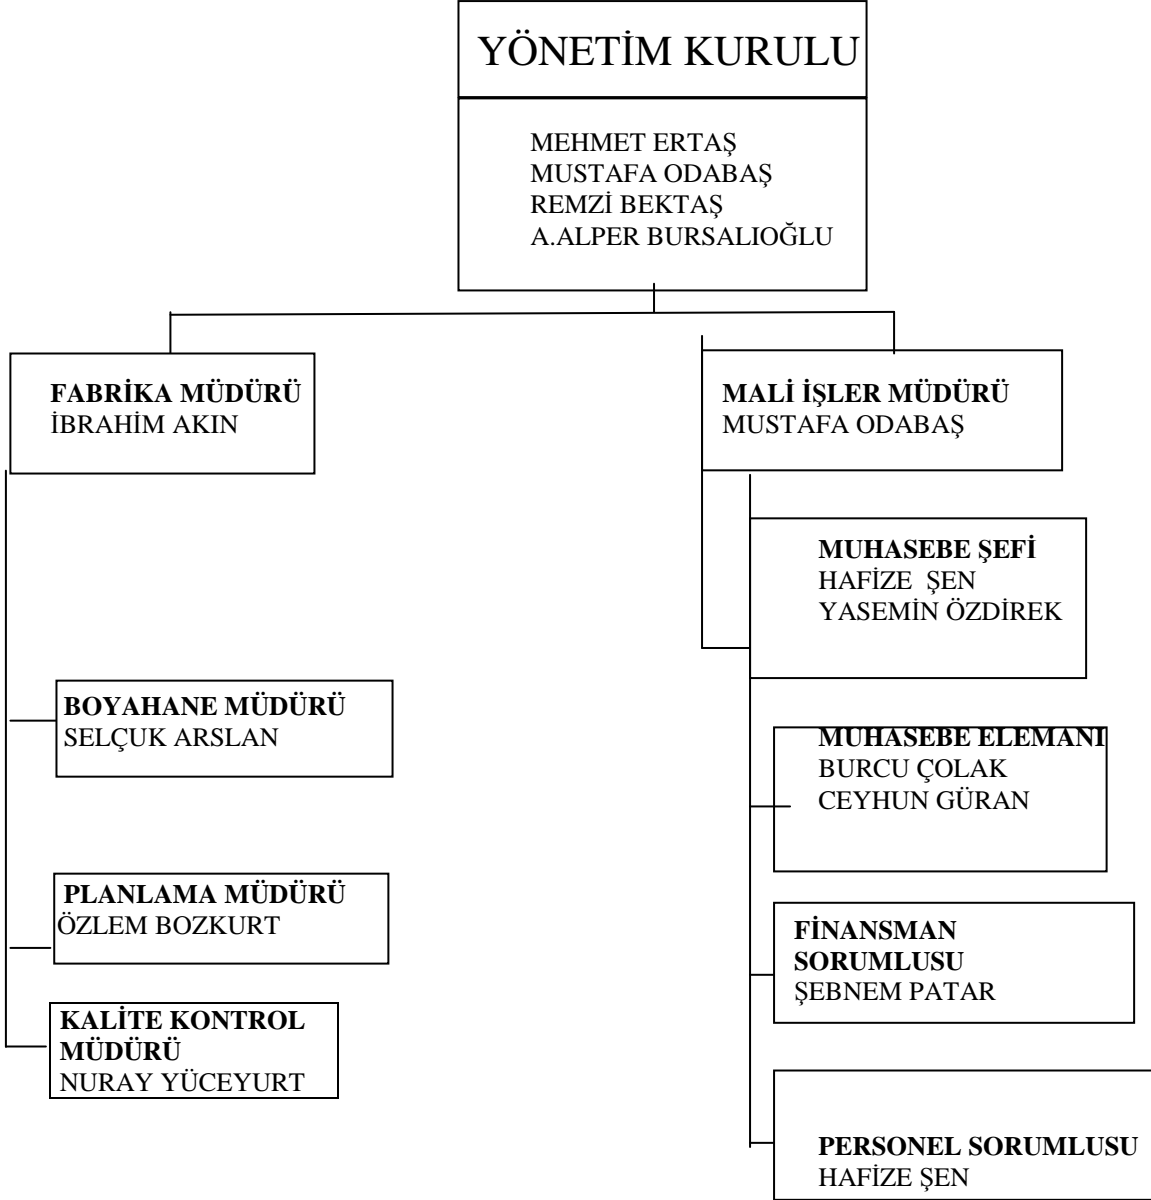 YÖNETİM KURULU
MEHMET ERTAŞ
MUSTAFA ODABAŞ
REMZİ BEKTAŞ
A.ALPER BURSALIOĞLU
FABRİKA MÜDÜRÜ
İBRAHİM AKIN
MALİ İŞLER MÜDÜRÜ
MUSTAFA ODABAŞ
MUHASEBE ŞEFİ
HAFİZE ŞEN
YASEMİN ÖZDİREK
BOYAHANE MÜDÜRÜ
SELÇUK ARSLAN
MUHASEBE ELEMANI
BURCU ÇOLAK
CEYHUN GÜRAN
PLANLAMA MÜDÜRÜ
ÖZLEM BOZKURT
FİNANSMAN
SORUMLUSU
ŞEBNEM PATAR
KALİTE KONTROL
MÜDÜRÜ
NURAY YÜCEYURT
PERSONEL SORUMLUSU
HAFİZE ŞEN